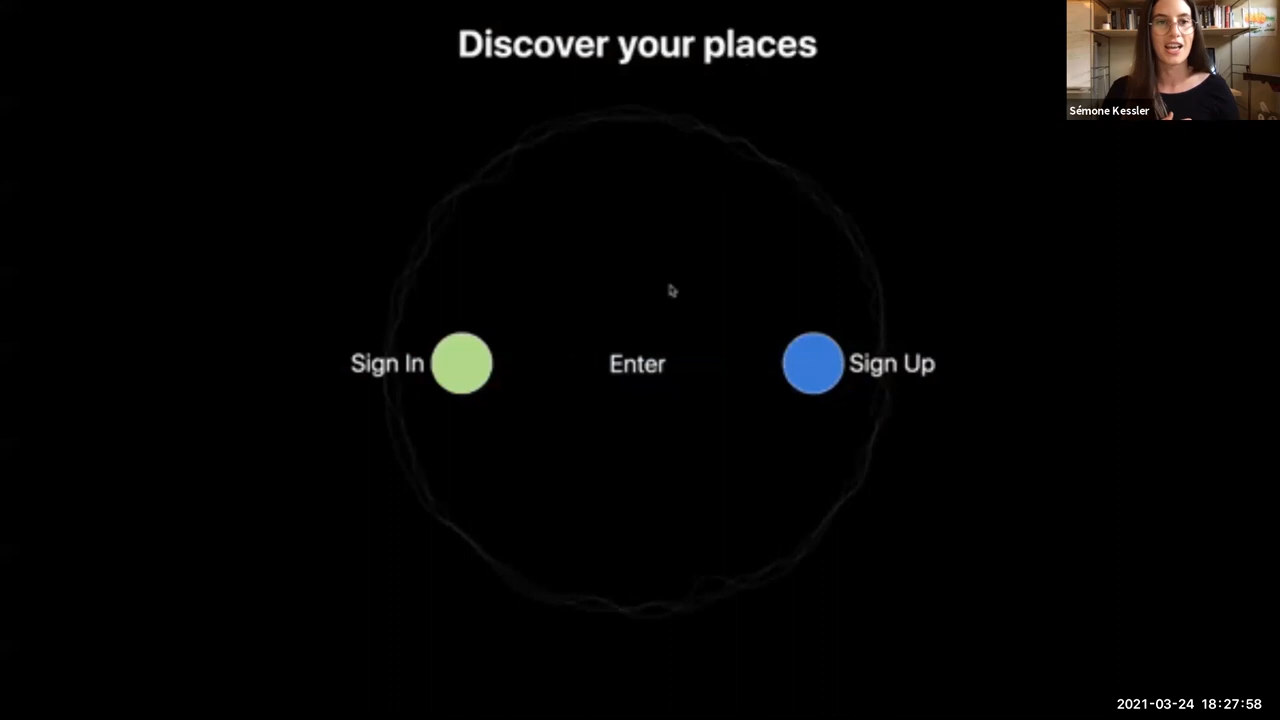 Discover your places
Sémone Kessler
Sign In
Enter
Sign Up
2021-03-24 18:27:58